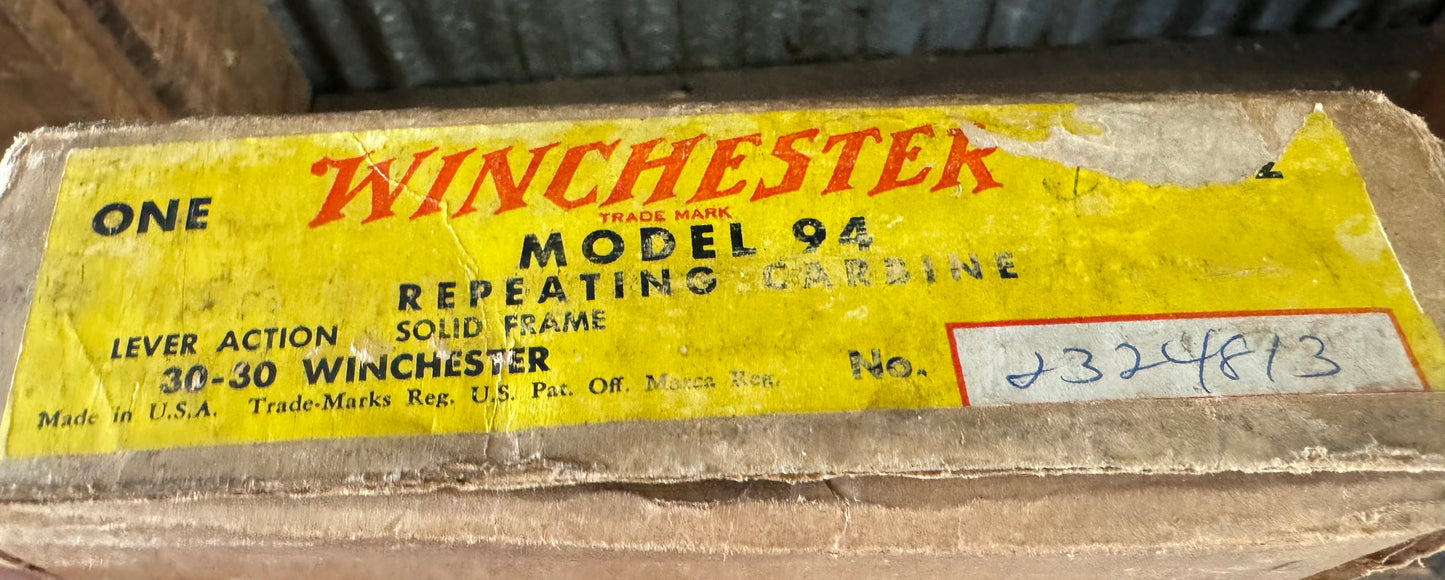 ONE WINCHESTER
TRADE MARK
MODEL 94
REPEATING CARBINE
LEVER ACTION SOLID FRAME
30-30 WINCHESTER
No. 2324813
Made in U.S.A. Trade-Marks Reg. U.S. Pat. Off. Marca Reg.